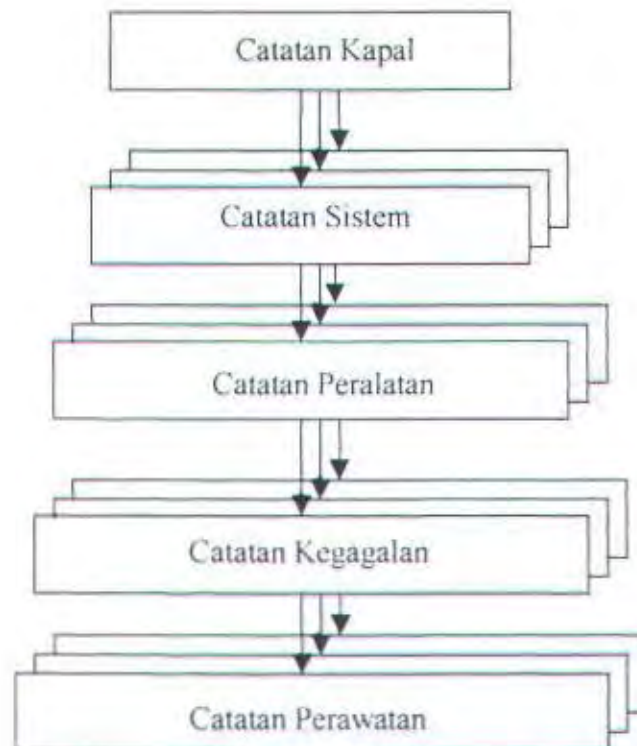 Catatan Kapal
Catatan Sistem
Catatan Peralatan
Catatan Kegagalan
Catatan Perawatan